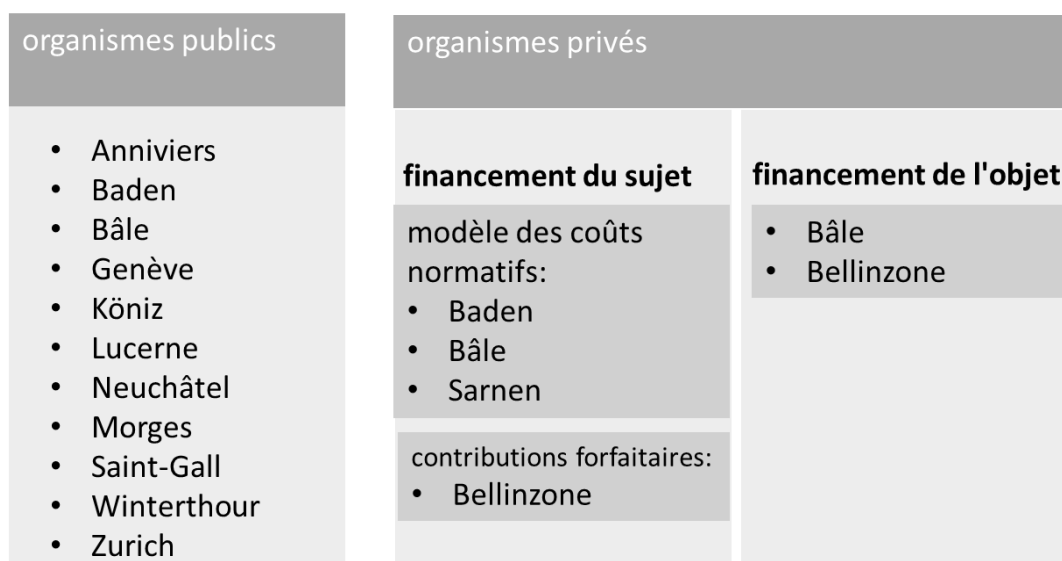 organismes publics
• Anniviers
• Baden
• Bâle
• Genève
• Köniz
• Lucerne
• Neuchâtel
• Morges
• Saint-Gall
• Winterthour
• Zurich
organismes privés
financement du sujet
modèle des coûts
normatifs:
• Baden
• Bâle
• Sarnen
contributions forfaitaires:
• Bellinzone
financement de l'objet
• Bâle
• Bellinzone